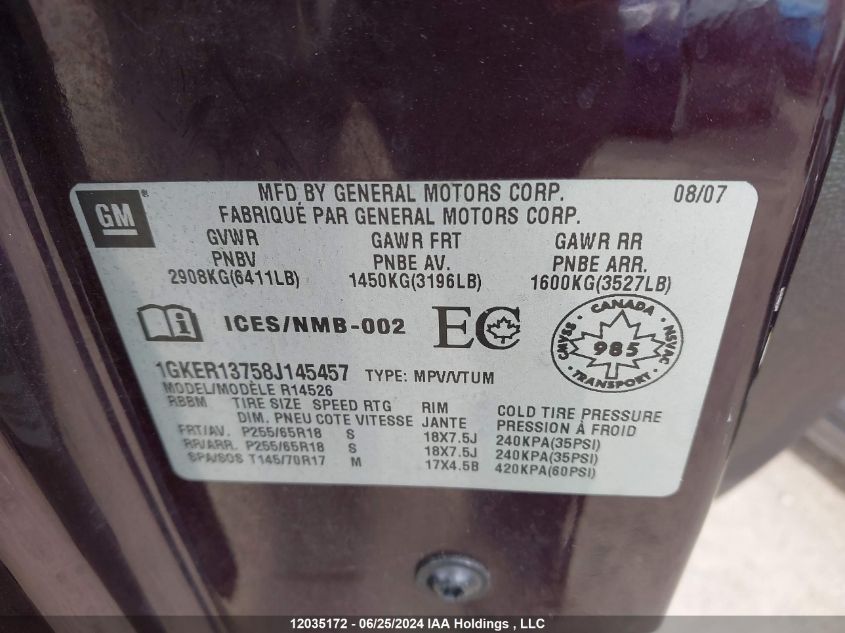 GM ®
MFD BY GENERAL MOTORS CORP. 08/07
FABRIQUÉ PAR GENERAL MOTORS CORP.
GVWR GAWR FRT GAWR RR
PNBV PNBE AV. PNBE ARR.
2908KG(6411LB) 1450KG(3196LB) 1600KG(3527LB)
ICES/NMB-002 EC
CANADA
CMVSS 985 NSVAC
TRANSPORT
1GKER13758J145457 TYPE: MPV/VTUM
MODEL/MODÈLE R14526
RBBM TIRE SIZE SPEED RTG RIM COLD TIRE PRESSURE
DIM. PNEU COTE VITESSE JANTE PRESSION À FROID
FRT/AV. P255/65R18 S 18X7.5J 240KPA(35PSI)
RR/ARR. P255/65R18 S 18X7.5J 240KPA(35PSI)
SPA/SOS T145/70R17 M 17X4.5B 420KPA(60PSI)
12035172 - 06/25/2024 IAA Holdings , LLC